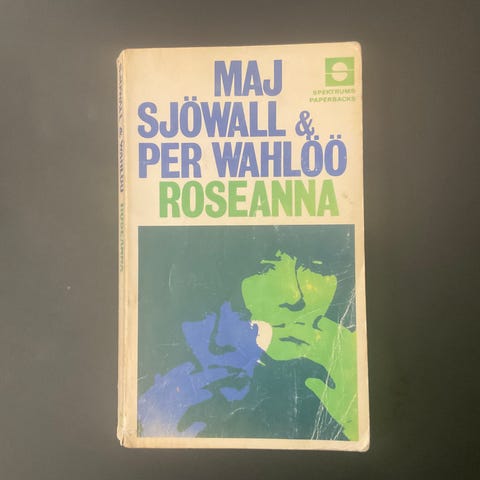 MAJ
SJÖWALL &
PER WAHLÖÖ
ROSEANNA
SPEKTRUMS
PAPERBACKS
SJÖWALL & WAHLÖÖ ROSEANNA